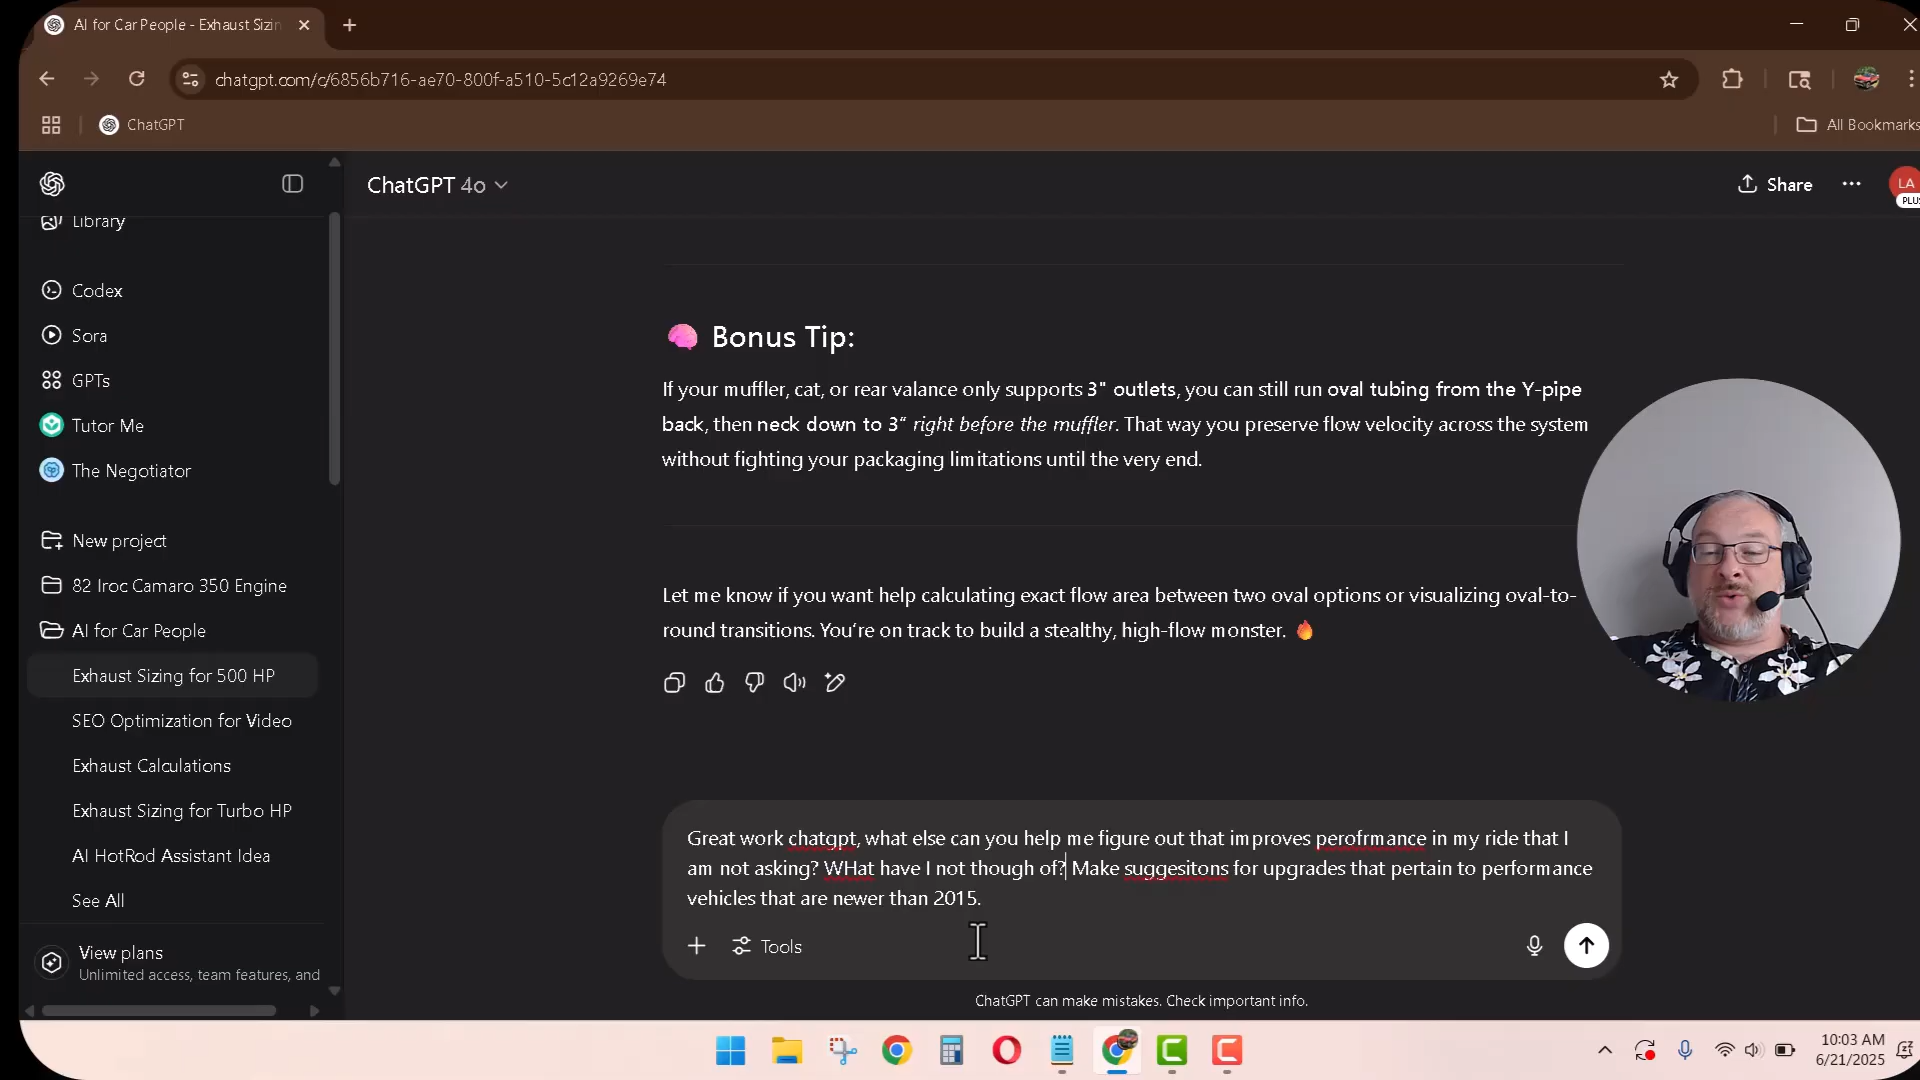 AI for Car People - Exhaust Sizin
chatgpt.com/c/6856b716-ae70-800f-a510-5c12a9269e74
ChatGPT
All Bookmarks
ChatGPT 4o
Share
LA
PLUS
Library
Codex
Sora
GPTs
Tutor Me
The Negotiator
New project
82 Iroc Camaro 350 Engine
AI for Car People
Exhaust Sizing for 500 HP
SEO Optimization for Video
Exhaust Calculations
Exhaust Sizing for Turbo HP
AI HotRod Assistant Idea
See All
View plans
Unlimited access, team features, and
🧠 Bonus Tip:
If your muffler, cat, or rear valance only supports 3" outlets, you can still run oval tubing from the Y-pipe
back, then neck down to 3" right before the muffler. That way you preserve flow velocity across the system
without fighting your packaging limitations until the very end.
Let me know if you want help calculating exact flow area between two oval options or visualizing oval-to-
round transitions. You're on track to build a stealthy, high-flow monster. 🔥
Great work chatgpt, what else can you help me figure out that improves perofrmance in my ride that I
am not asking? WHat have I not though of? Make suggesitons for upgrades that pertain to performance
vehicles that are newer than 2015.
Tools
ChatGPT can make mistakes. Check important info.
10:03 AM
6/21/2025